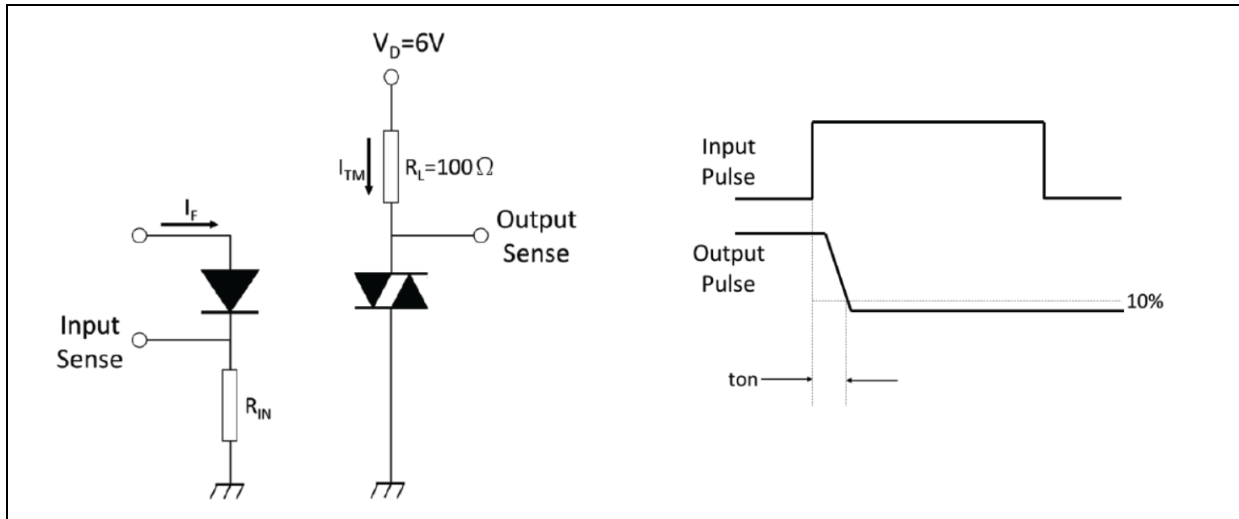 V_D=6V
I_TM
R_L=100Ω
I_F
Output
Sense
Input
Sense
R_IN
Input
Pulse
Output
Pulse
10%
ton